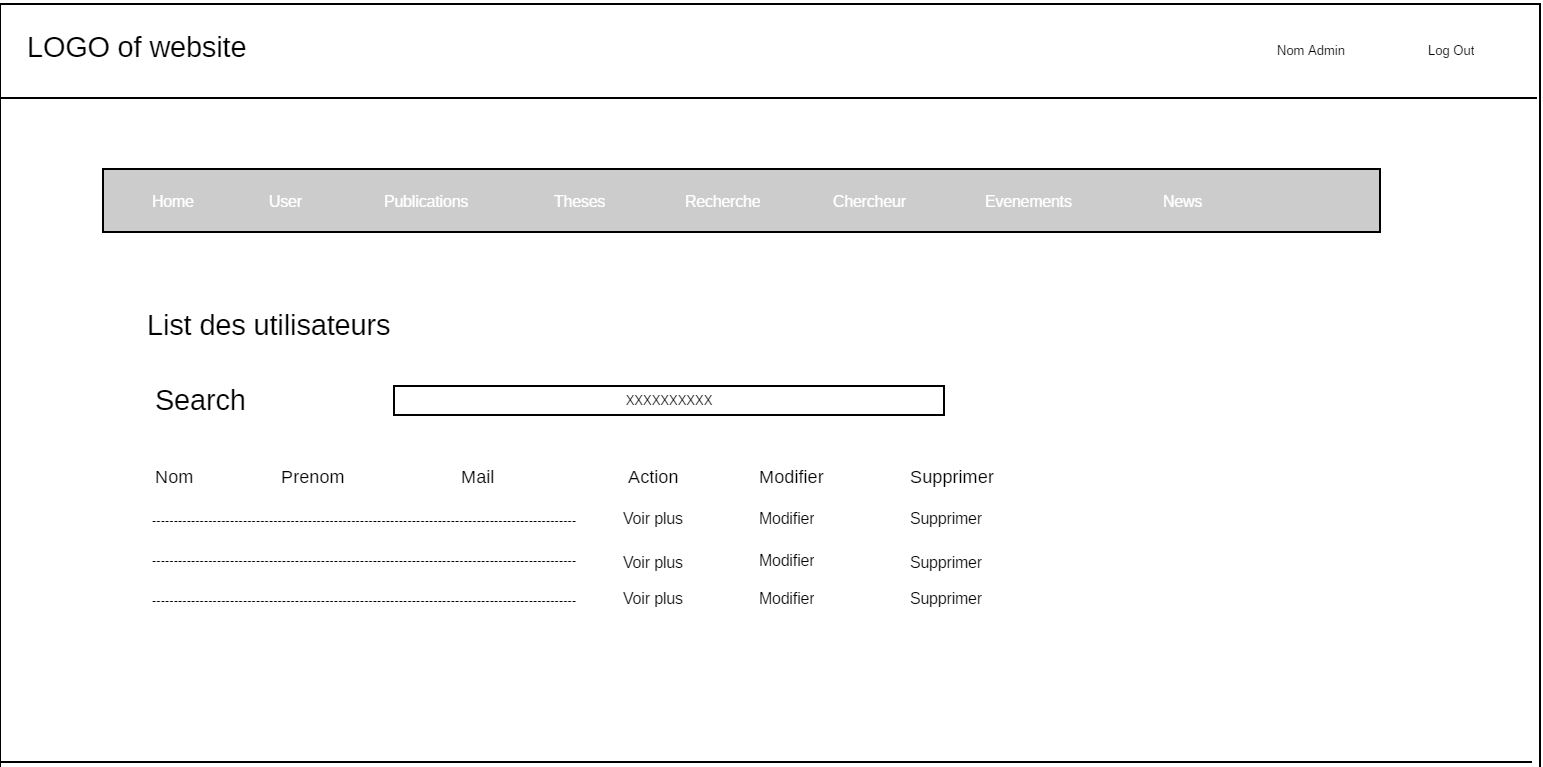 LOGO of website Nom Admin Log Out
Home User Publications Theses Recherche Chercheur Evenements News
List des utilisateurs
Search XXXXXXXXXX
Nom Prenom Mail Action Modifier Supprimer
Voir plus Modifier Supprimer
Voir plus Modifier Supprimer
Voir plus Modifier Supprimer